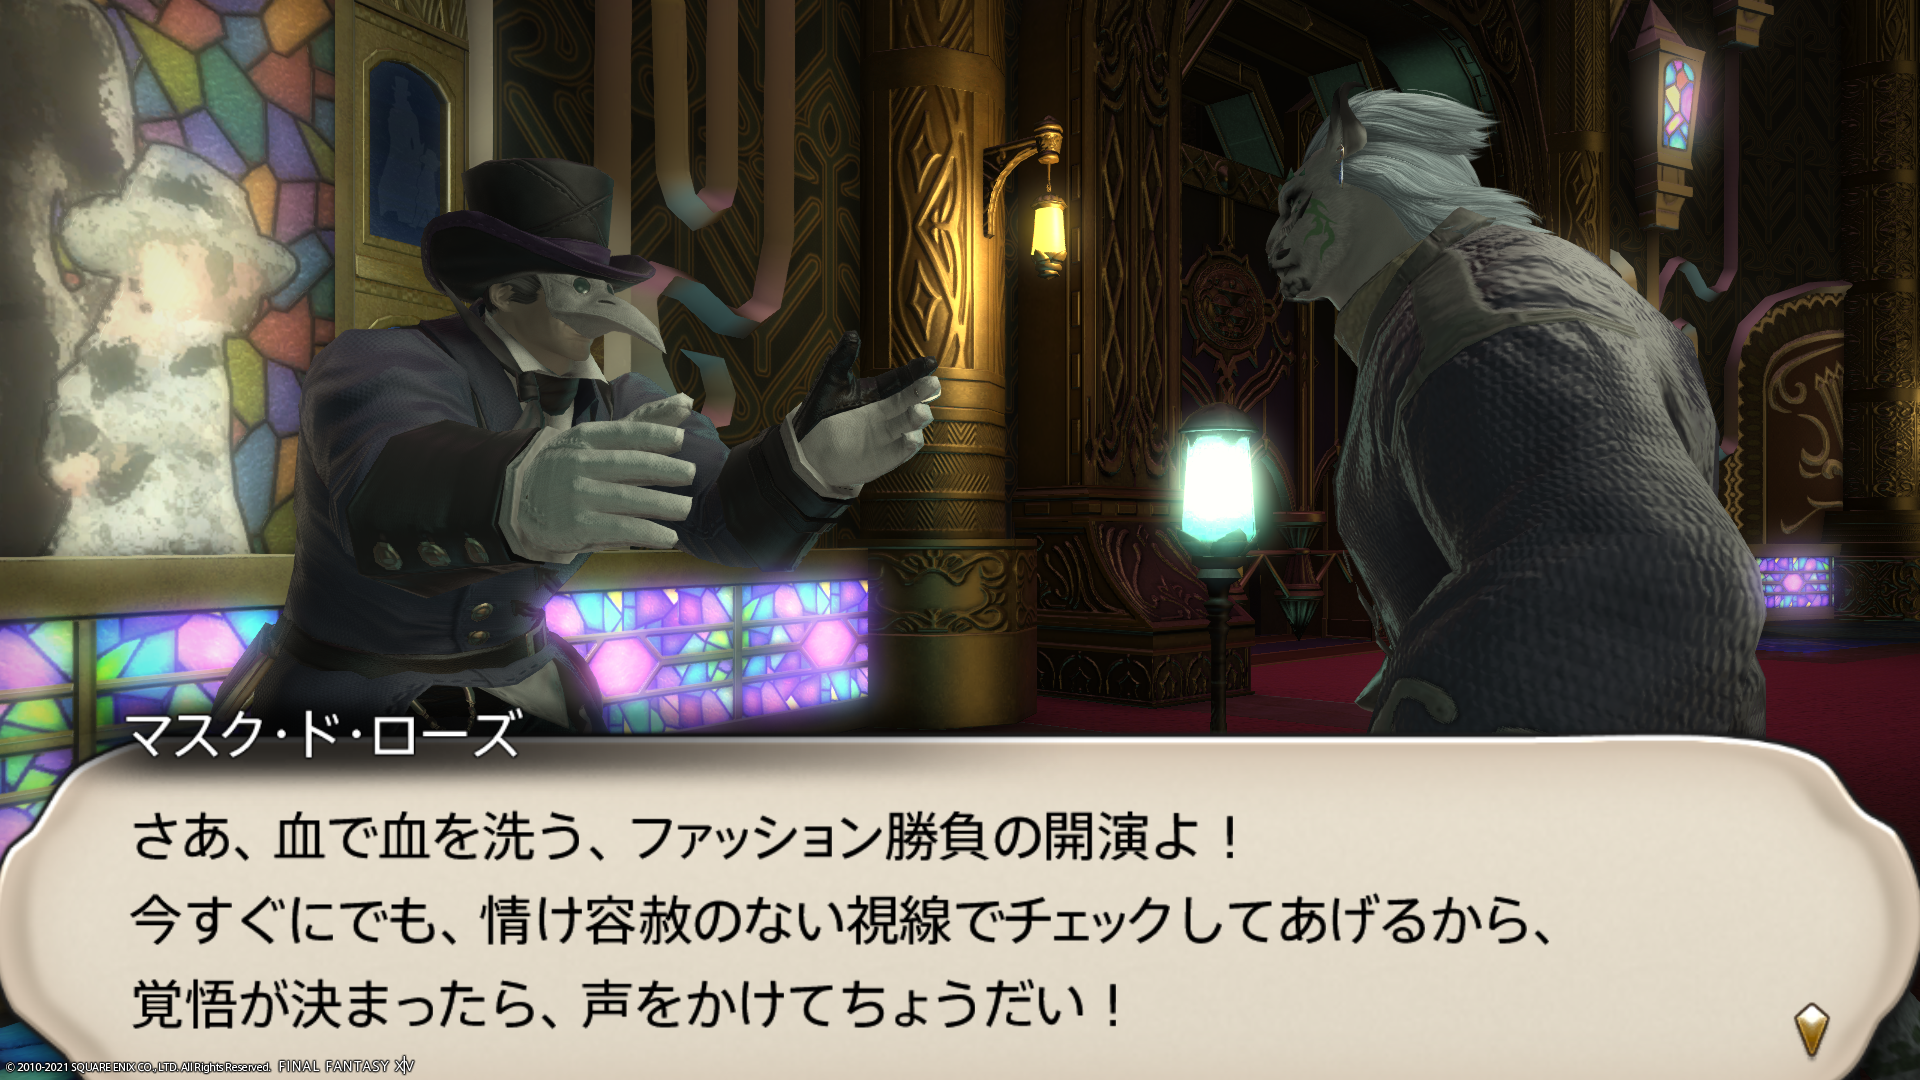 マスク・ド・ローズ
さあ、血で血を洗う、ファッション勝負の開演よ！
今すぐにでも、情け容赦のない視線でチェックしてあげるから、
覚悟が決まったら、声をかけてちょうだい！
© 2010-2021 SQUARE ENIX CO., LTD. All Rights Reserved. FINAL FANTASY XIV